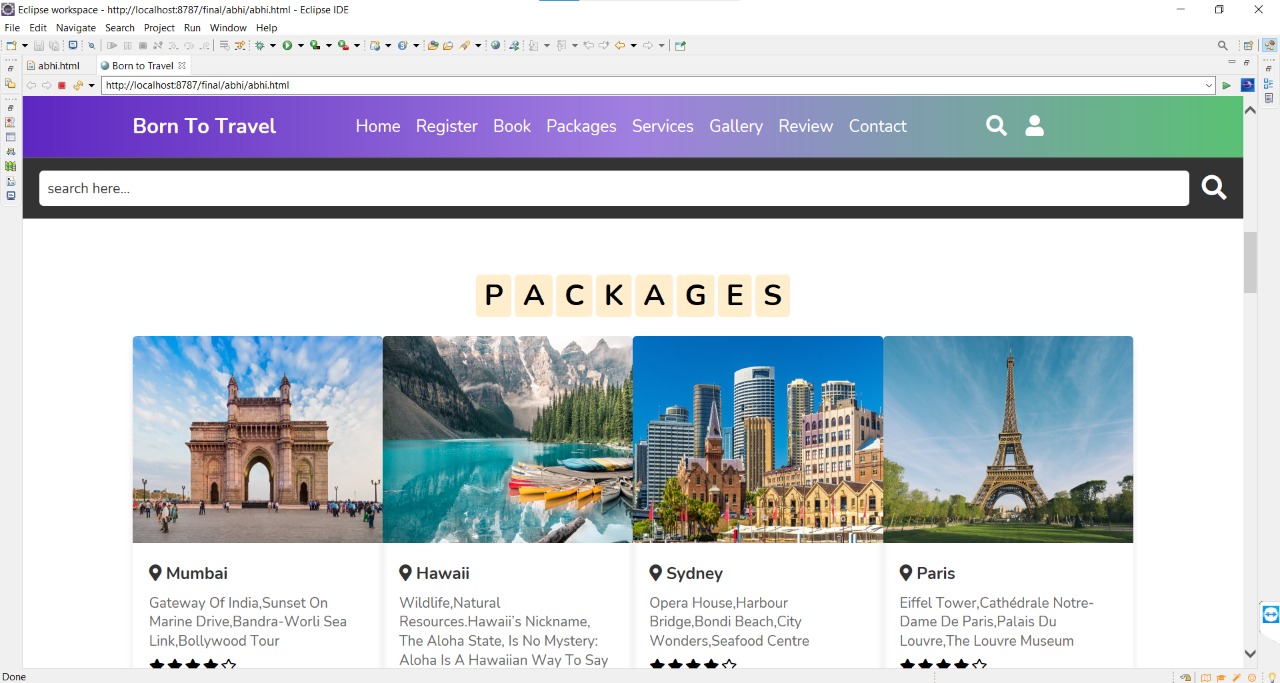 Eclipse workspace - http://localhost:8787/final/abhi/abhi.html - Eclipse IDE
File Edit Navigate Search Project Run Window Help
abhi.html Born to Travel
http://localhost:8787/final/abhi/abhi.html
Born To Travel Home Register Book Packages Services Gallery Review Contact
search here...
PACKAGES
Mumbai
Gateway Of India,Sunset On
Marine Drive,Bandra-Worli Sea
Link,Bollywood Tour
Hawaii
Wildlife,Natural
Resources.Hawaii's Nickname,
The Aloha State, Is No Mystery:
Aloha Is A Hawaiian Way To Say
Sydney
Opera House,Harbour
Bridge,Bondi Beach,City
Wonders,Seafood Centre
Paris
Eiffel Tower,Cathédrale Notre-
Dame De Paris,Palais Du
Louvre,The Louvre Museum
Done